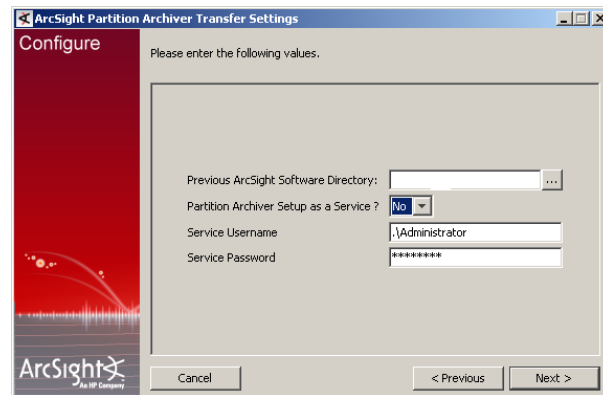 ArcSight Partition Archiver Transfer Settings
Configure
Please enter the following values.
Previous ArcSight Software Directory:
...
Partition Archiver Setup as a Service ?
No
Service Username
.\Administrator
Service Password
********
ArcSight
An HP Company
Cancel
< Previous
Next >